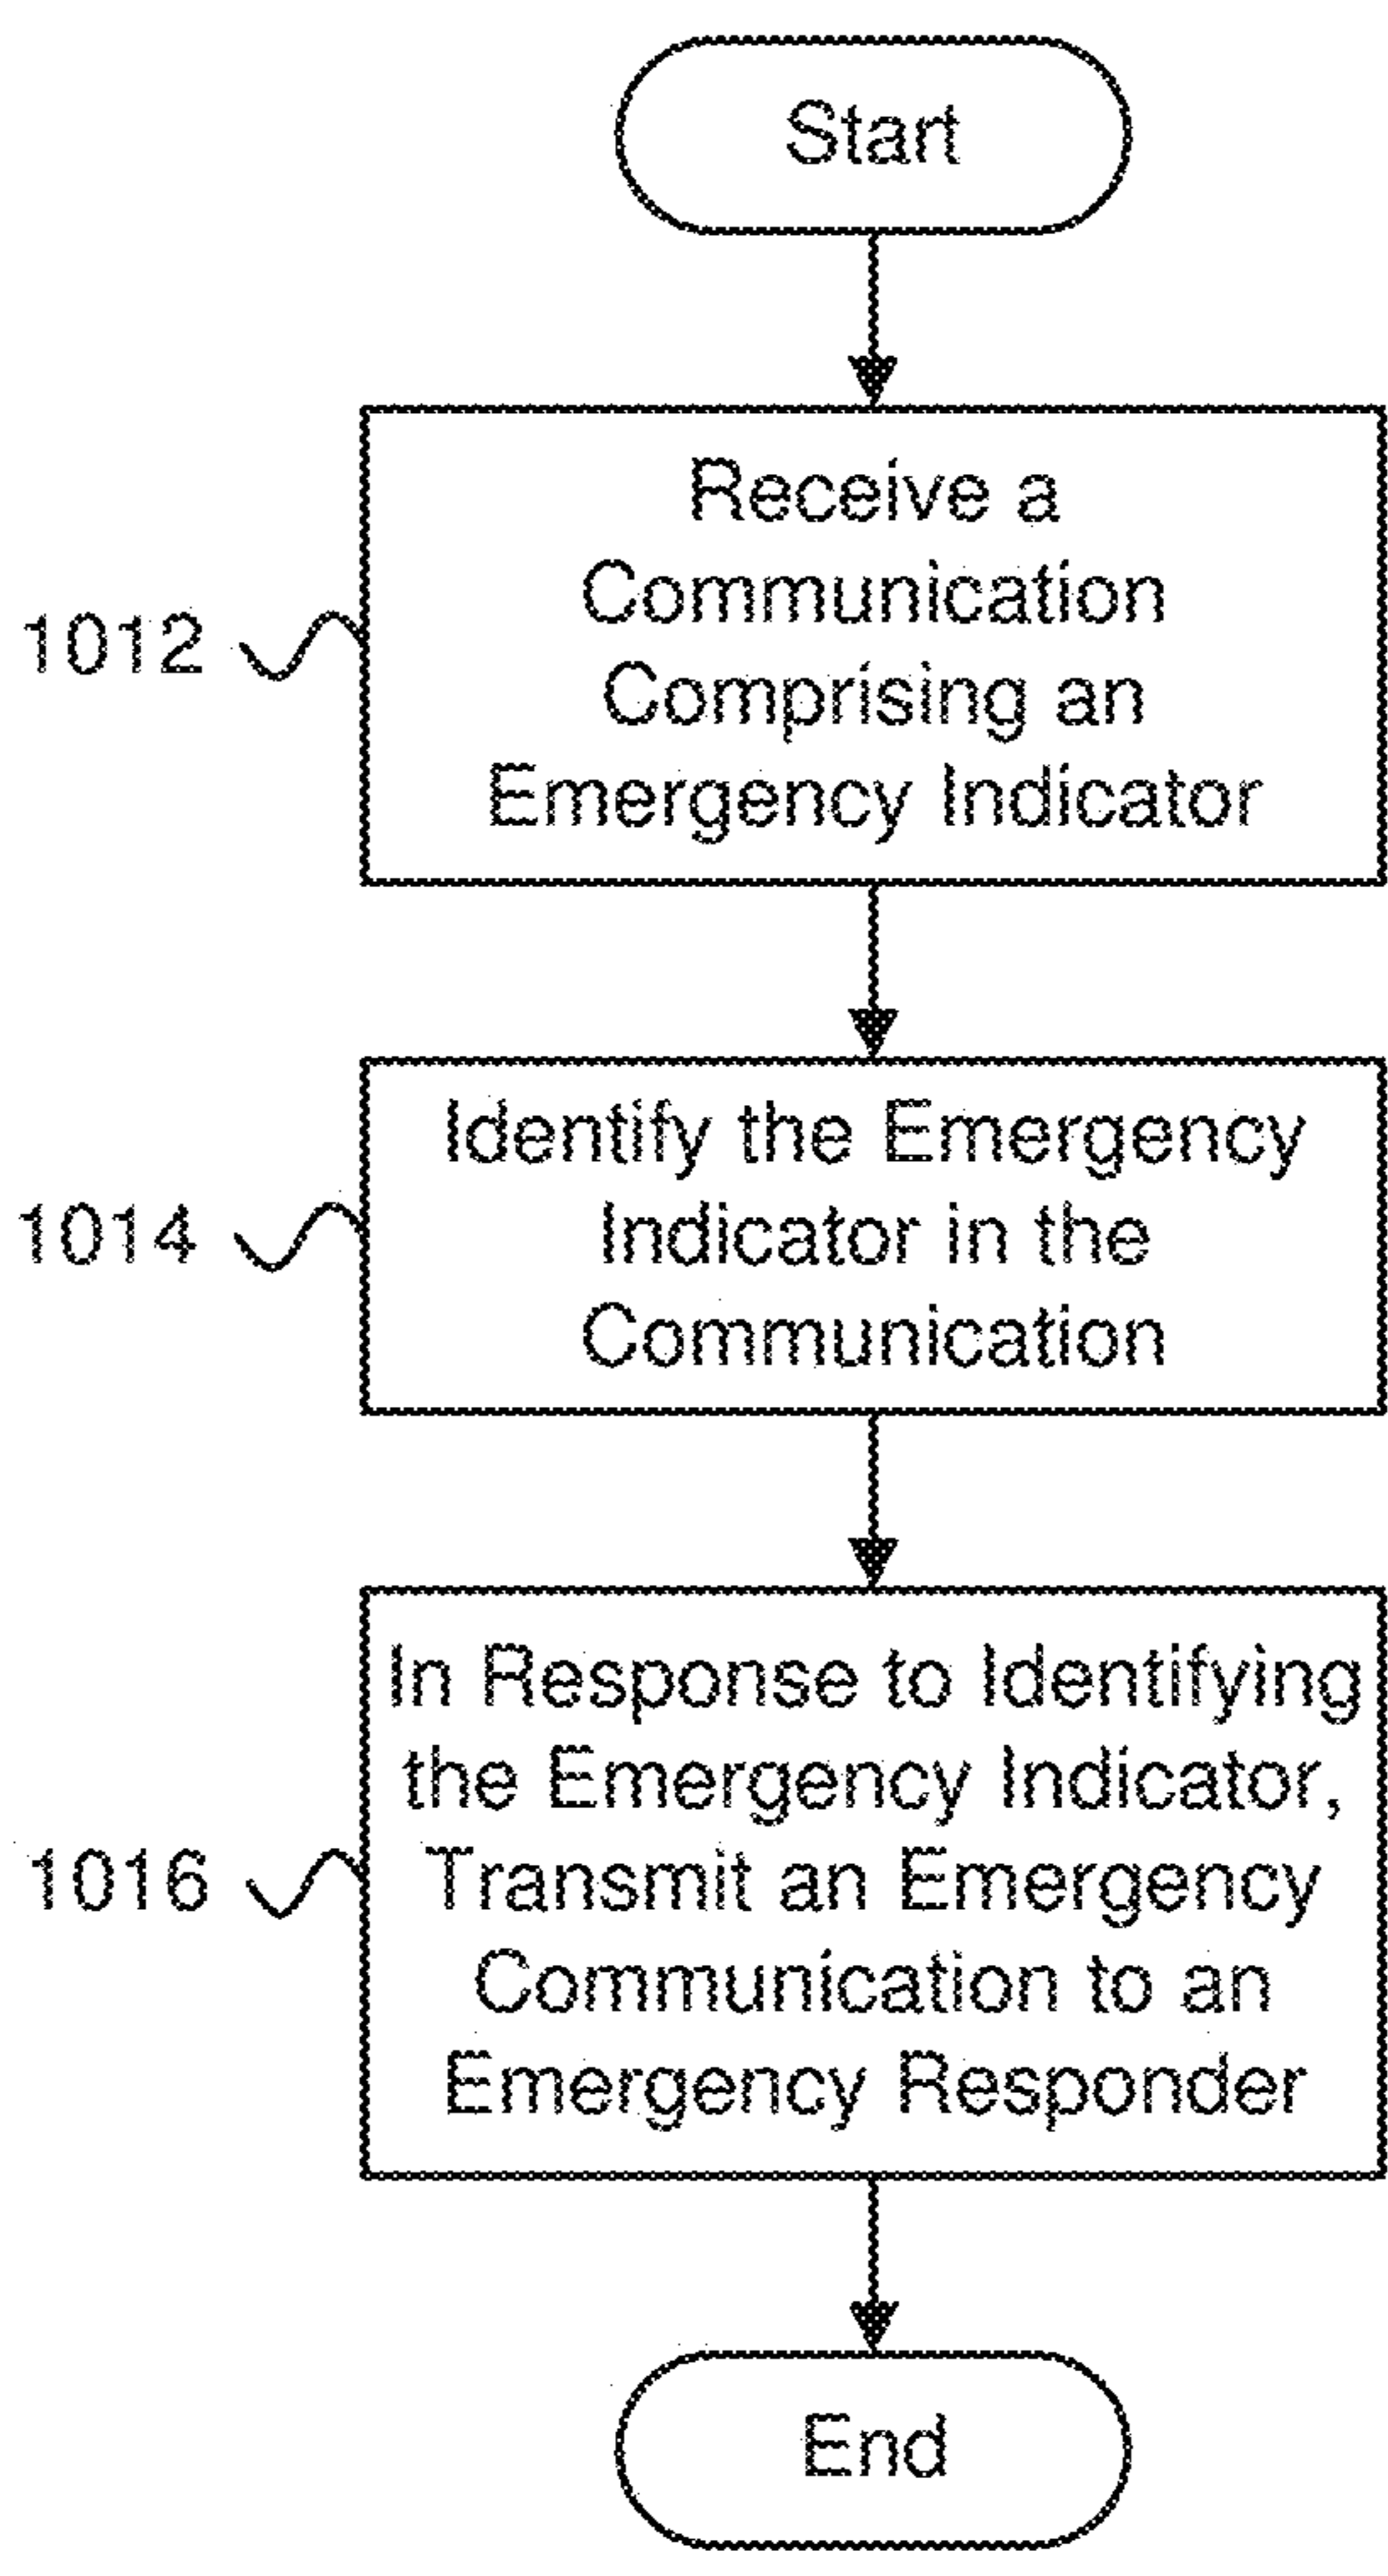 Start
Receive a
Communication
Comprising an
Emergency Indicator
1012
Identify the Emergency
Indicator in the
Communication
1014
In Response to Identifying
the Emergency Indicator,
Transmit an Emergency
Communication to an
Emergency Responder
1016
End